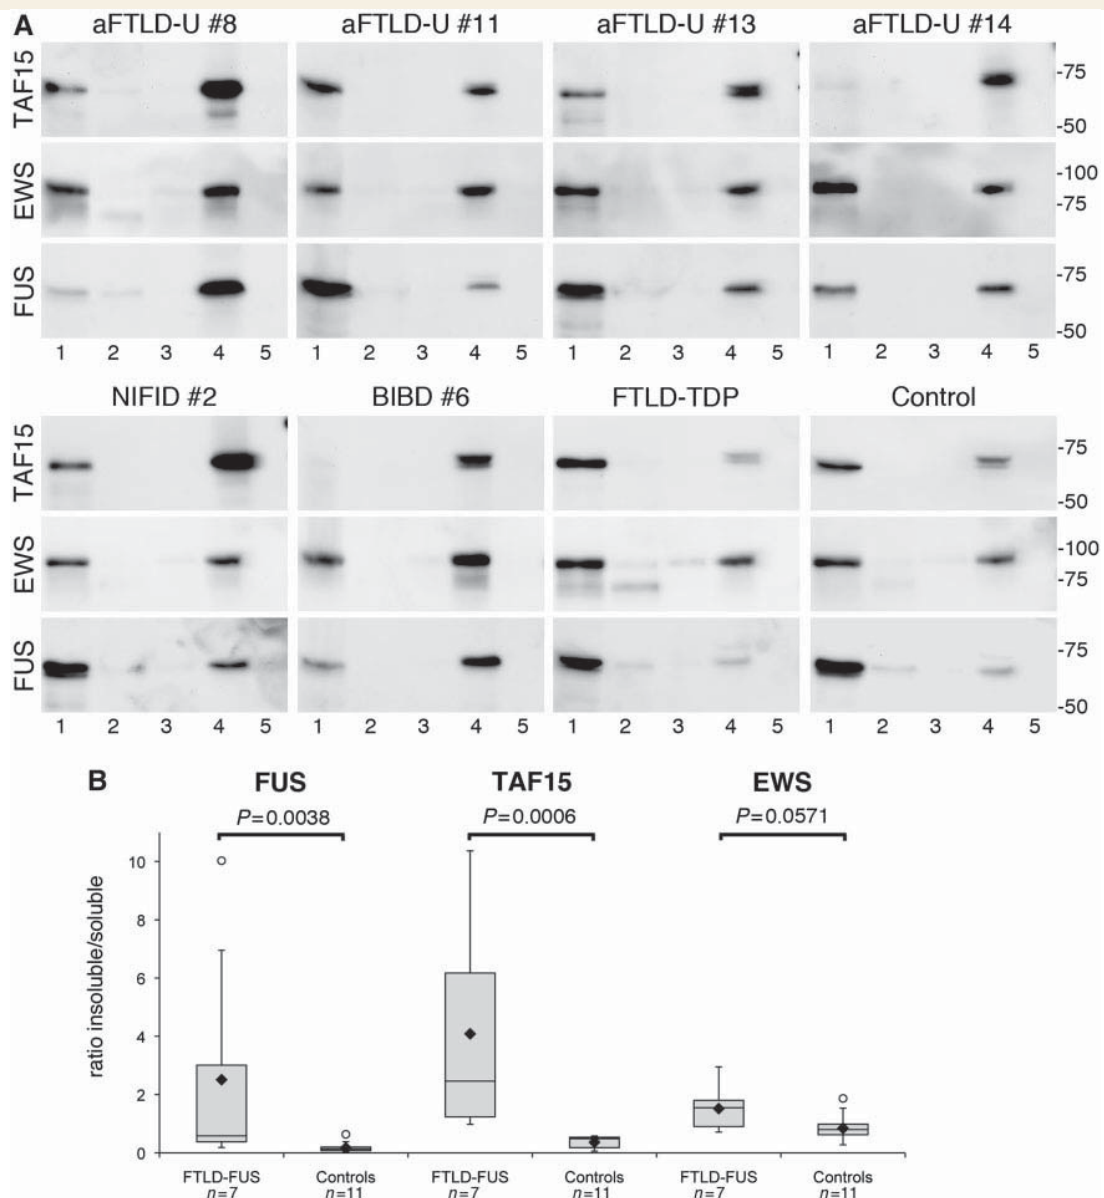 A
aFTLD-U #8 aFTLD-U #11 aFTLD-U #13 aFTLD-U #14
TAF15
-75
-50
EWS
-100
-75
FUS
-75
-50
1 2 3 4 5 1 2 3 4 5 1 2 3 4 5 1 2 3 4 5
NIFID #2 BIBD #6 FTLD-TDP Control
TAF15
-75
-50
EWS
-100
-75
FUS
-75
-50
1 2 3 4 5 1 2 3 4 5 1 2 3 4 5 1 2 3 4 5
B
FUS TAF15 EWS
P=0.0038 P=0.0006 P=0.0571
ratio insoluble/soluble
10
8
6
4
2
0
FTLD-FUS Controls FTLD-FUS Controls FTLD-FUS Controls
n=7 n=11 n=7 n=11 n=7 n=11